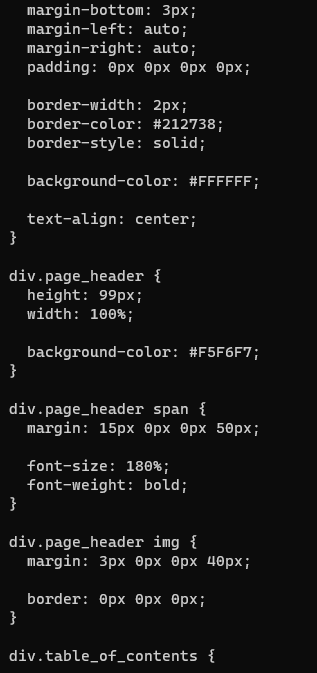 margin-bottom: 3px;
margin-left: auto;
margin-right: auto;
padding: 0px 0px 0px 0px;

border-width: 2px;
border-color: #212738;
border-style: solid;

background-color: #FFFFFF;

text-align: center;
}

div.page_header {
height: 99px;
width: 100%;

background-color: #F5F6F7;
}

div.page_header span {
margin: 15px 0px 0px 50px;

font-size: 180%;
font-weight: bold;
}

div.page_header img {
margin: 3px 0px 0px 40px;

border: 0px 0px 0px;
}

div.table_of_contents {